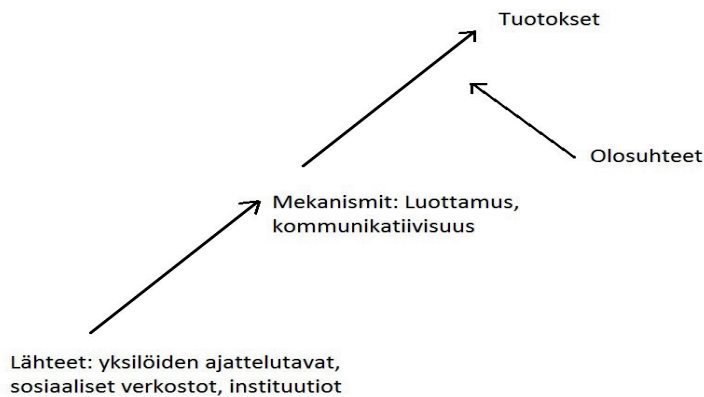 Tuotokset
Olosuhteet
Mekanismit: Luottamus,
kommunikatiivisuus
Lähteet: yksilöiden ajattelutavat,
sosiaaliset verkostot, instituutiot